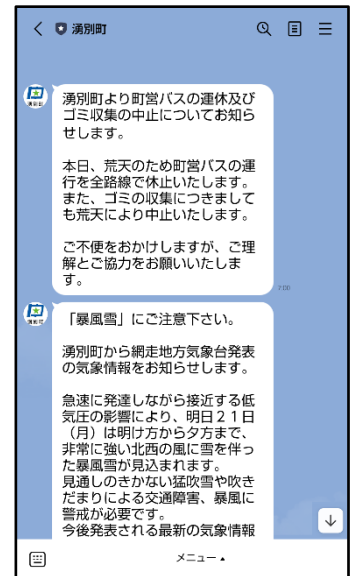 湧別町
湧別町より町営バスの運休及び
ゴミ収集の中止についてお知ら
せします。
本日、荒天のため町営バスの運
行を全路線で休止いたします。
また、ゴミの収集につきまして
も荒天により中止いたします。
ご不便をおかけしますが、ご理
解とご協力をお願いいたしま
す。
7:00
「暴風雪」にご注意下さい。
湧別町から網走地方気象台発表
の気象情報をお知らせします。
急速に発達しながら接近する低
気圧の影響により、明日２１日
（月）は明け方から夕方まで、
非常に強い北西の風に雪を伴っ
た暴風雪が見込まれます。
見通しのきかない猛吹雪や吹き
だまりによる交通障害、暴風に
警戒が必要です。
今後発表される最新の気象情報
メニュー